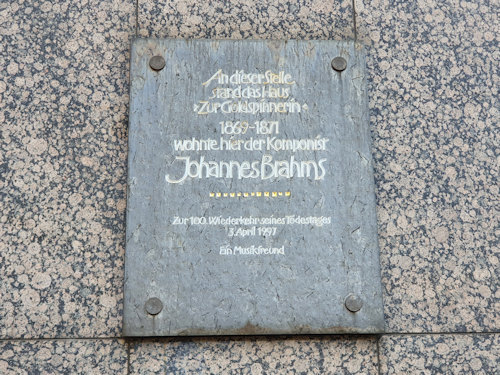 An dieser Stelle
stand das Haus
»Zur Goldspinnerin«
1869-1871
wohnte hier der Komponist
Johannes Brahms
Zur 100. Wiederkehr seines Todestages
3. April 1997
Ein Musikfreund